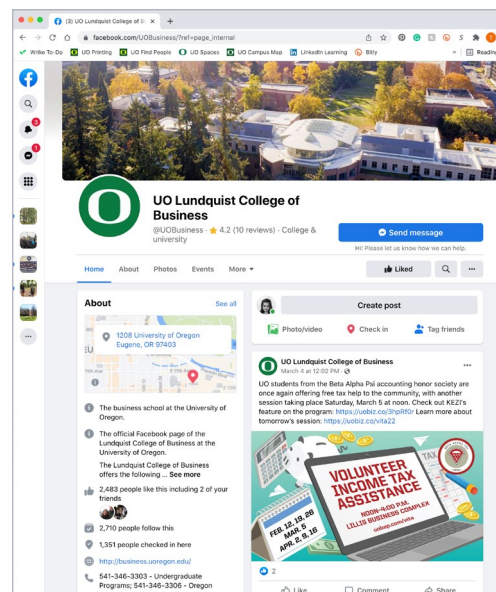 (3) UO Lundquist College of B
facebook.com/UOBusiness/?ref=page_internal
Wrike To-Do UO Printing UO Find People UO Spaces UO Campus Map LinkedIn Learning Bitly Reading
3
1
UO Lundquist College of
Business
@UOBusiness · 4.2 (10 reviews) · College &
university
Send message
Hi! Please let us know how we can help.
Home About Photos Events More
Liked
About See all
1208 University of Oregon
Eugene, OR 97403
The business school at the University of
Oregon.
The official Facebook page of the
Lundquist College of Business at the
University of Oregon.
The Lundquist College of Business
offers the following ... See more
2,483 people like this including 2 of your
friends
2,710 people follow this
1,351 people checked in here
http://business.uoregon.edu/
541-346-3303 - Undergraduate
Programs; 541-346-3306 - Oregon
Create post
Photo/video Check in Tag friends
UO Lundquist College of Business
March 4 at 12:02 PM ·
UO students from the Beta Alpha Psi accounting honor society are
once again offering free tax help to the community, with another
session taking place Saturday, March 5 at noon. Check out KEZI's
feature on the program: https://uobiz.co/3hpRf0r Learn more about
tomorrow's session: https://uobiz.co/vita22
TAX
VOLUNTEER
INCOME TAX
ASSISTANCE
NOON-4:00 P.M.
LILLIS BUSINESS COMPLEX
uobap.com/vita
FEB. 12, 19, 26
MAR. 5
APR. 2, 9, 16
2
Like Comment Share